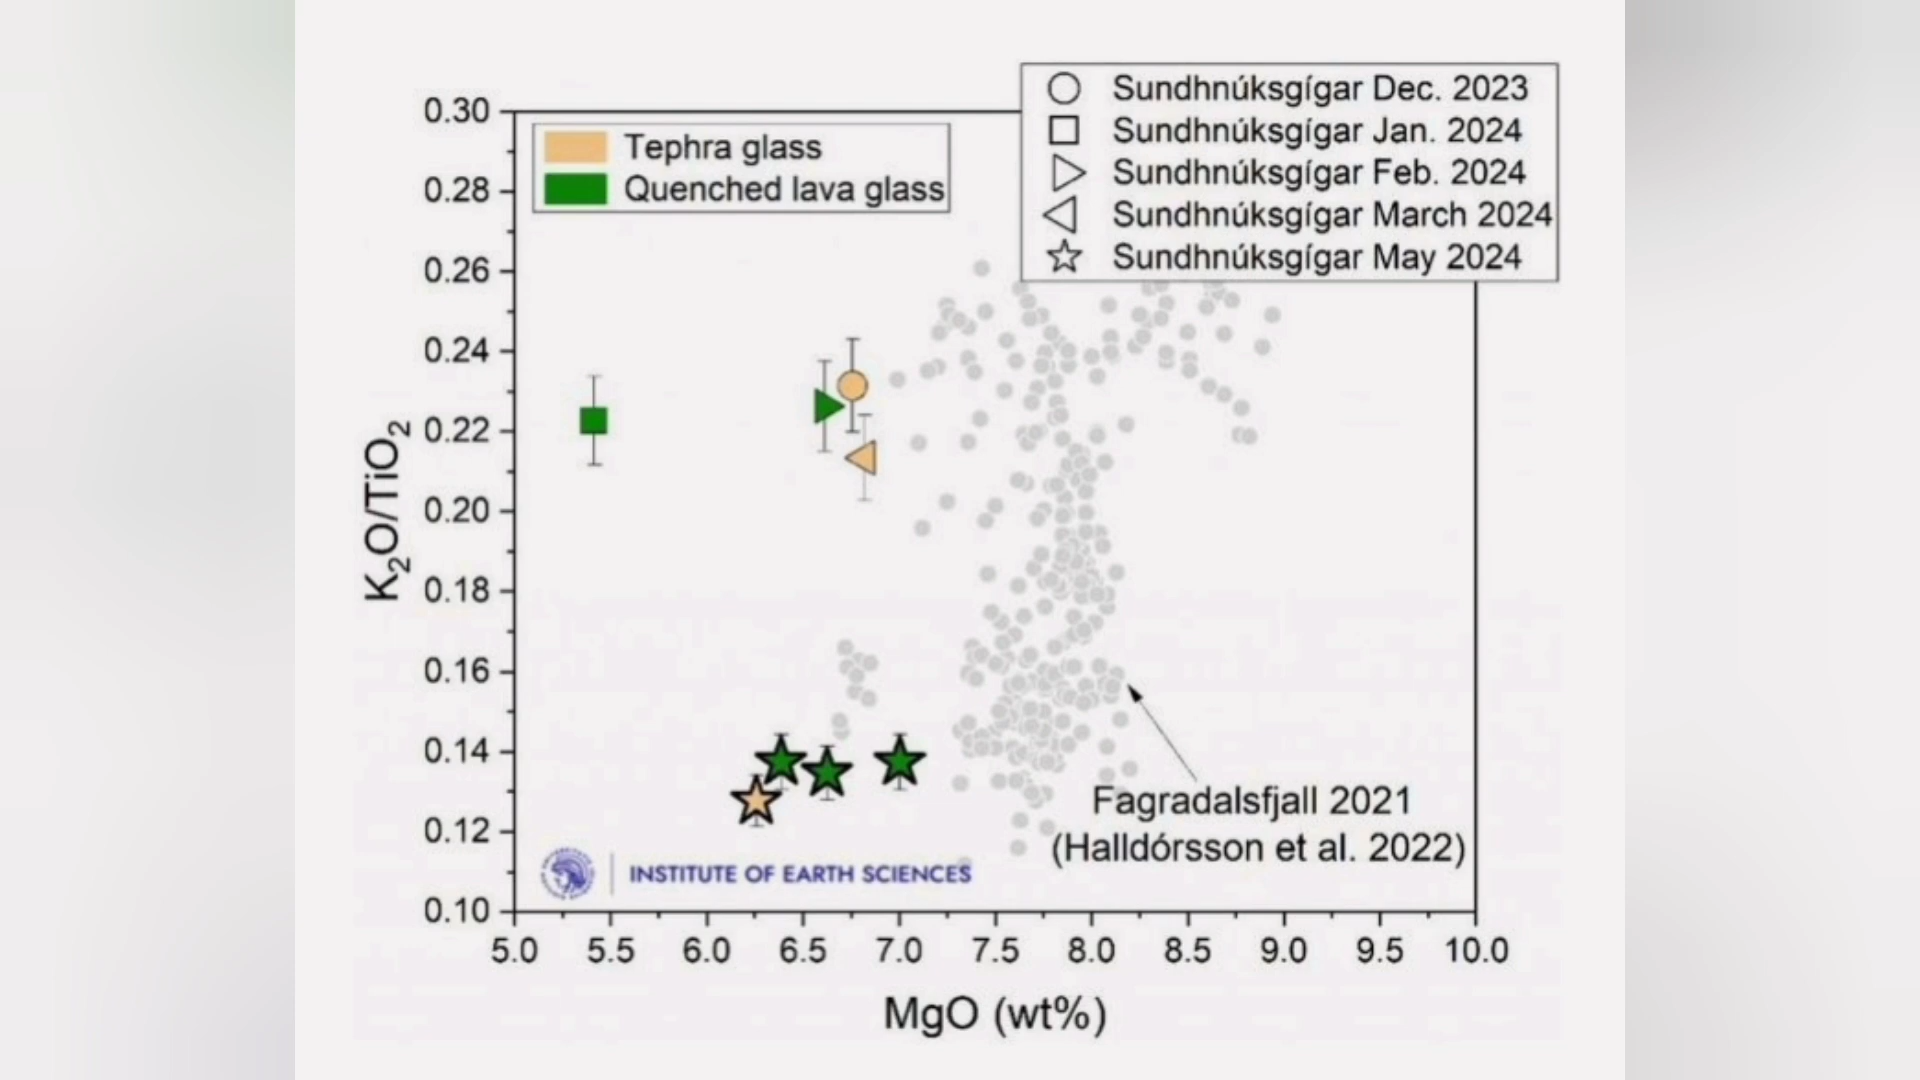 Sundhnúksgígar Dec. 2023
Sundhnúksgígar Jan. 2024
Sundhnúksgígar Feb. 2024
Sundhnúksgígar March 2024
Sundhnúksgígar May 2024
Tephra glass
Quenched lava glass
0.30
0.28
0.26
0.24
0.22
0.20
0.18
0.16
0.14
0.12
0.10
K₂O/TiO₂
Fagradalsfjall 2021
(Halldórsson et al. 2022)
INSTITUTE OF EARTH SCIENCES
5.0 5.5 6.0 6.5 7.0 7.5 8.0 8.5 9.0 9.5 10.0
MgO (wt%)